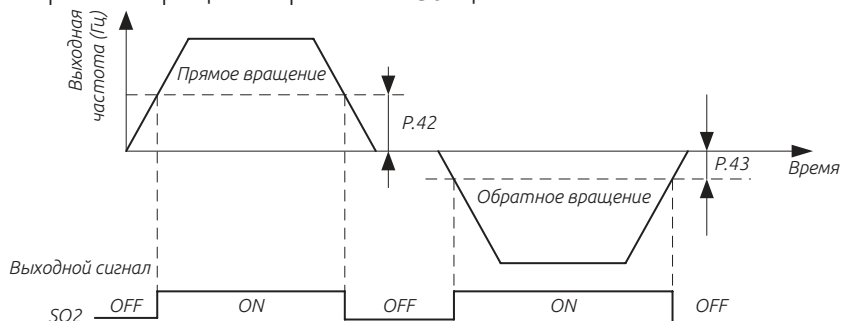 Выходная
частота (Гц)
Прямое вращение
P.42
P.43
Время
Обратное вращение
Выходной сигнал
SO2 OFF ON OFF ON OFF